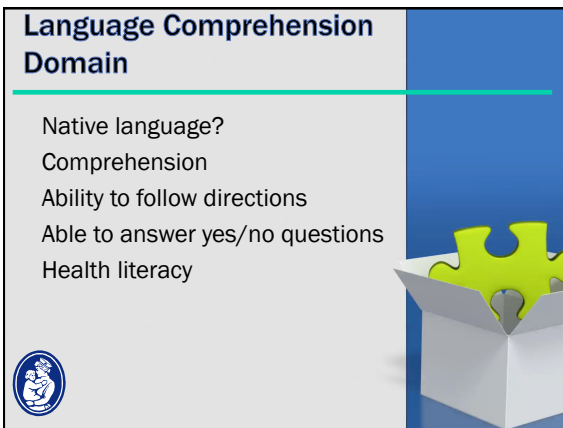 Language Comprehension
Domain
Native language?
Comprehension
Ability to follow directions
Able to answer yes/no questions
Health literacy